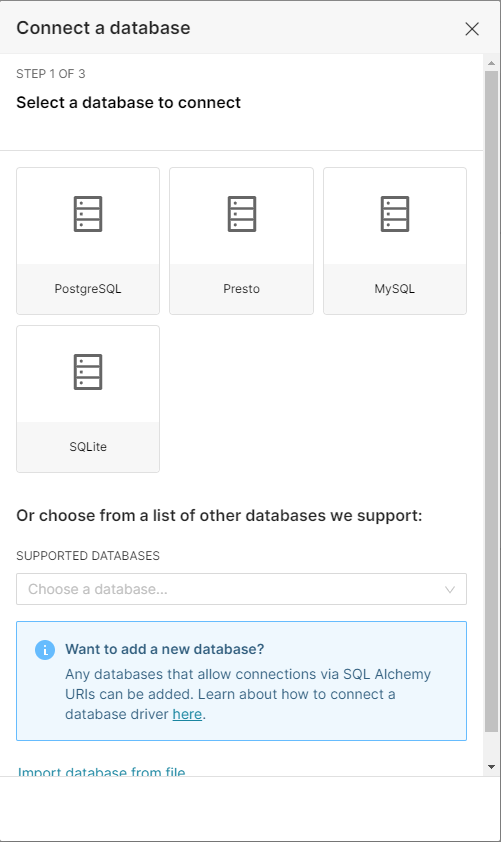 Connect a database
STEP 1 OF 3
Select a database to connect
PostgreSQL
Presto
MySQL
SQLite
Or choose from a list of other databases we support:
SUPPORTED DATABASES
Choose a database...
Want to add a new database?
Any databases that allow connections via SQL Alchemy
URIs can be added. Learn about how to connect a
database driver here.
Import database from file